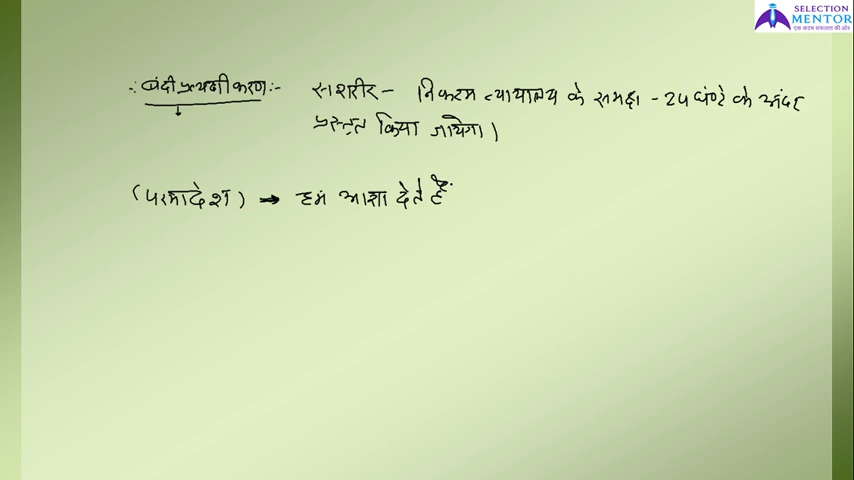 SELECTION
MENTOR
एक कदम सफलता की ओर
∴ बंदी प्रत्यक्षीकरण :- सशरीर - निकटम न्यायालय के समक्ष - 24 घंण्टे के अंदर
प्रस्तुत किया जायेगा।
(परमादेश) → हम आज्ञा देते हैं